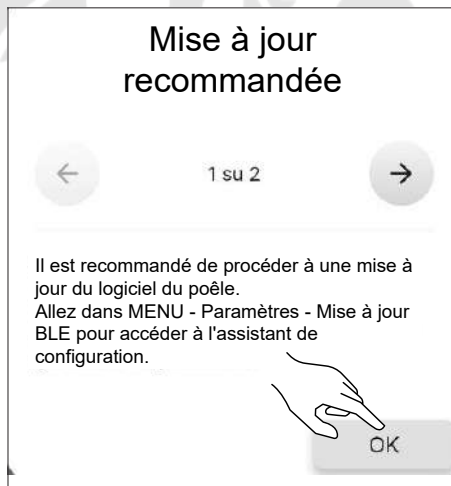 Mise à jour
recommandée
1 su 2
Il est recommandé de procéder à une mise à
jour du logiciel du poêle.
Allez dans MENU - Paramètres - Mise à jour
BLE pour accéder à l'assistant de
configuration.
OK